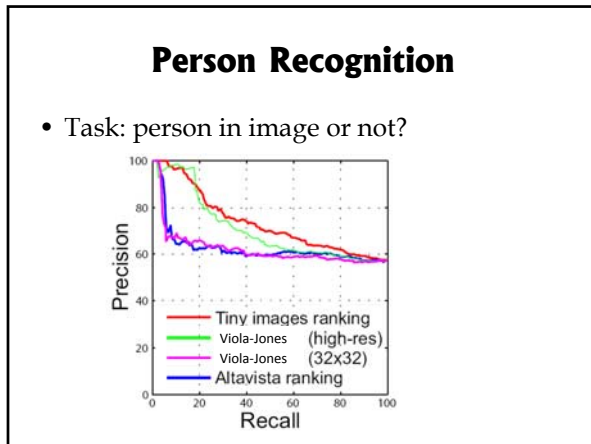 Person Recognition
• Task: person in image or not?
100
80
60
40
20
0
Precision
Tiny images ranking
Viola-Jones (high-res)
Viola-Jones (32x32)
Altavista ranking
0 20 40 60 80 100
Recall